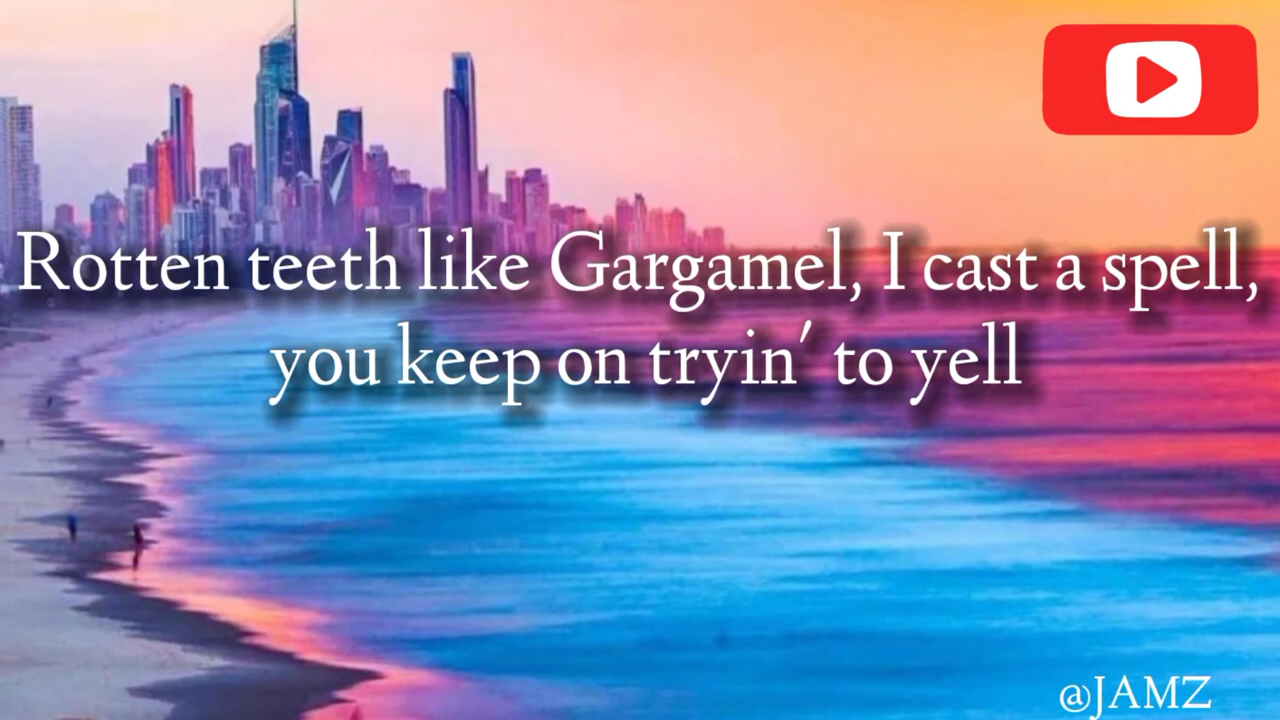 Rotten teeth like Gargamel, I cast a spell,
you keep on tryin' to yell
@JAMZ